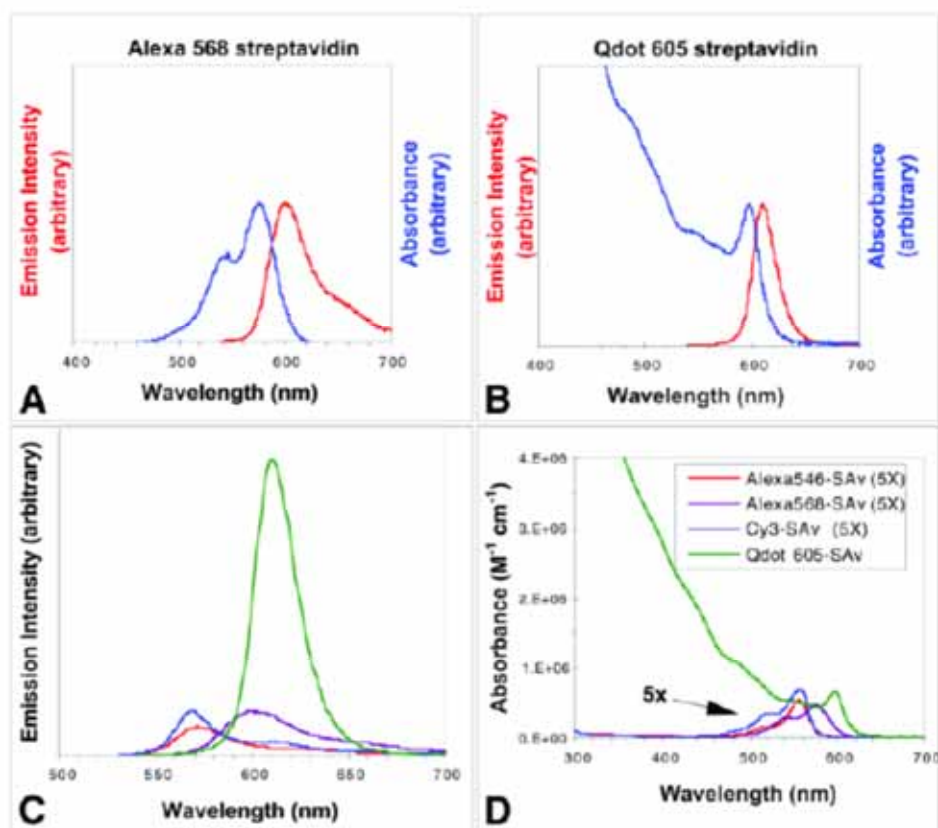 Alexa 568 streptavidin
Emission Intensity
(arbitrary)
Absorbance
(arbitrary)
400
500
600
700
Wavelength (nm)
A
Qdot 605 streptavidin
Emission Intensity
(arbitrary)
Absorbance
(arbitrary)
400
500
600
700
Wavelength (nm)
B
Emission Intensity (arbitrary)
500
550
600
650
700
Wavelength (nm)
C
Absorbance (M⁻¹ cm⁻¹)
Alexa546-SAv (5X)
Alexa568-SAv (5X)
Cy3-SAv (5X)
Qdot 605-SAv
5x
300
400
500
600
700
Wavelength (nm)
D